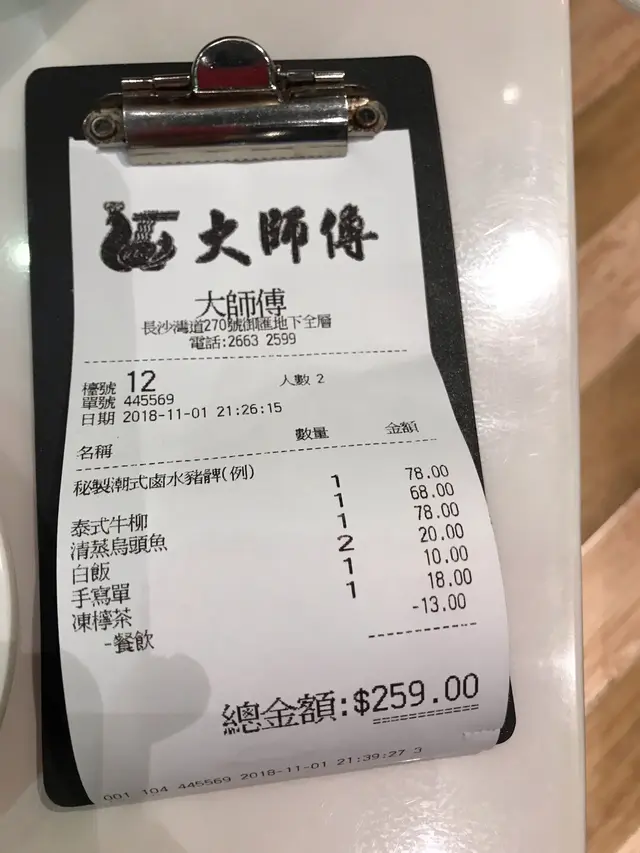 大師傅
大師傅
長沙灣道270號御匯地下全層
電話:2663 2599
檯號 12 人數 2
單號 445569
日期 2018-11-01 21:26:15
名稱 數量 金額
秘製潮式鹵水豬髀(例) 1 78.00
泰式牛柳 1 68.00
清蒸烏頭魚 1 78.00
白飯 2 20.00
手寫單 1 10.00
凍檸茶 1 18.00
-餐飲 -13.00
總金額:$259.00
001 104 445569 2018-11-01 21:39:27 3